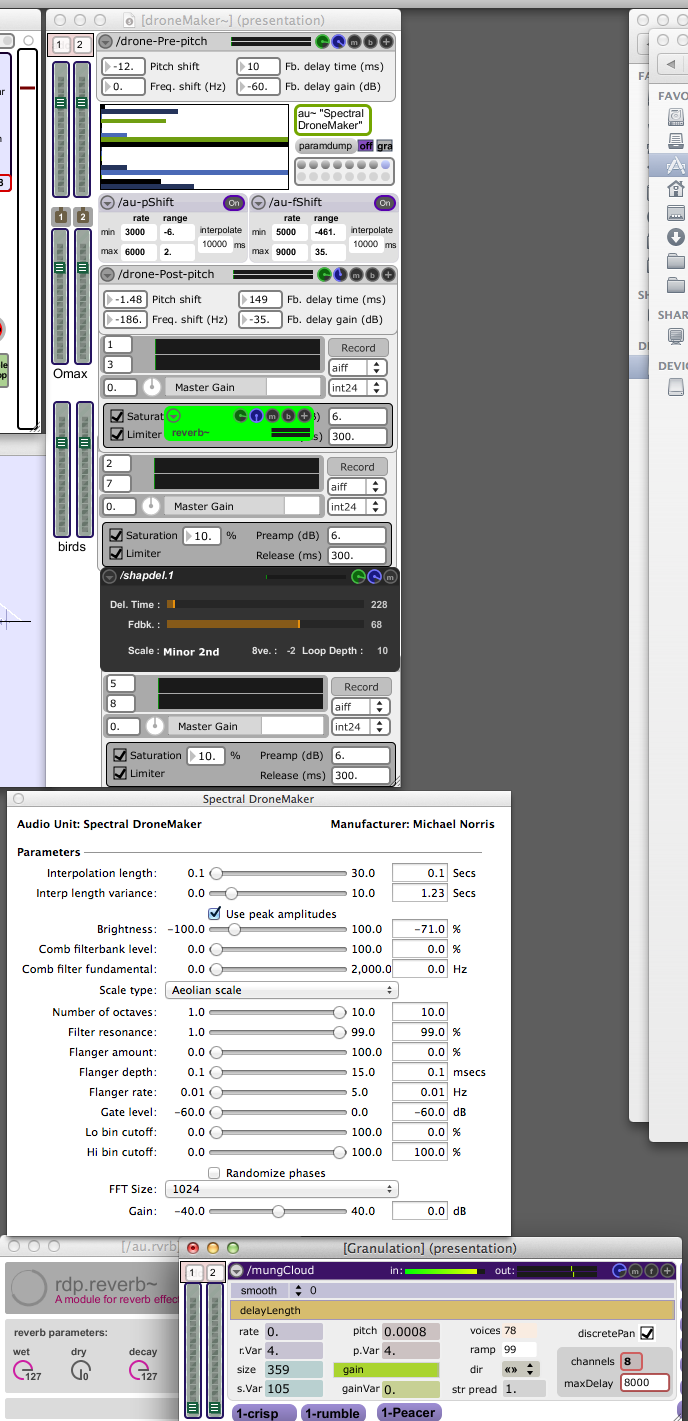 [droneMaker~] (presentation)
1 2
/drone-Pre-pitch
m b +
-12. Pitch shift 10 Fb. delay time (ms)
0. Freq. shift (Hz) -60. Fb. delay gain (dB)
au~ "Spectral
DroneMaker"
paramdump off gra
/au-pShift On
/au-fShift On
rate range
interpolate
min 3000 -6.
10000 ms
max 6000 2.
rate range
interpolate
min 5000 -461.
10000 ms
max 9000 35.
1 2
/drone-Post-pitch
m b +
-1.48 Pitch shift 149 Fb. delay time (ms)
-186. Freq. shift (Hz) -35. Fb. delay gain (dB)
1
3
Record
aiff
0. Master Gain int24
Omax
Saturat
reverb~
m b +
B) 6.
Limiter
s) 300.
2
7
Record
aiff
0. Master Gain int24
birds
Saturation 10. % Preamp (dB) 6.
Limiter Release (ms) 300.
/shapdel.1
m
Del. Time : 228
Fdbk. : 68
Scale : Minor 2nd 8ve. : -2 Loop Depth : 10
5
8
Record
aiff
0. Master Gain int24
Saturation 10. % Preamp (dB) 6.
Limiter Release (ms) 300.
FAVO
SHAR
DEVIC
Spectral DroneMaker
Audio Unit: Spectral DroneMaker Manufacturer: Michael Norris
Parameters
Interpolation length: 0.1 30.0 0.1 Secs
Interp length variance: 0.0 10.0 1.23 Secs
Use peak amplitudes
Brightness: -100.0 100.0 -71.0 %
Comb filterbank level: 0.0 100.0 0.0 %
Comb filter fundamental: 0.0 2,000.0 0.0 Hz
Scale type: Aeolian scale
Number of octaves: 1.0 10.0 10.0
Filter resonance: 1.0 99.0 99.0 %
Flanger amount: 0.0 100.0 0.0 %
Flanger depth: 0.1 15.0 0.1 msecs
Flanger rate: 0.01 5.0 0.01 Hz
Gate level: -60.0 0.0 -60.0 dB
Lo bin cutoff: 0.0 100.0 0.0 %
Hi bin cutoff: 0.0 100.0 100.0 %
Randomize phases
FFT Size: 1024
Gain: -40.0 40.0 0.0 dB
[/au.rvrb
rdp.reverb~
A module for reverb effect
reverb parameters:
wet dry decay
127 0 127
[Granulation] (presentation)
1 2
/mungCloud in: out: m f +
smooth 0
delayLength
rate 0. pitch 0.0008 voices 78 discretePan
r.Var 4. p.Var 4. ramp 99
size 359 gain dir «» channels 8
s.Var 105 gainVar 0. str pread 1. maxDelay 8000
1-crisp 1-rumble 1-Peacer